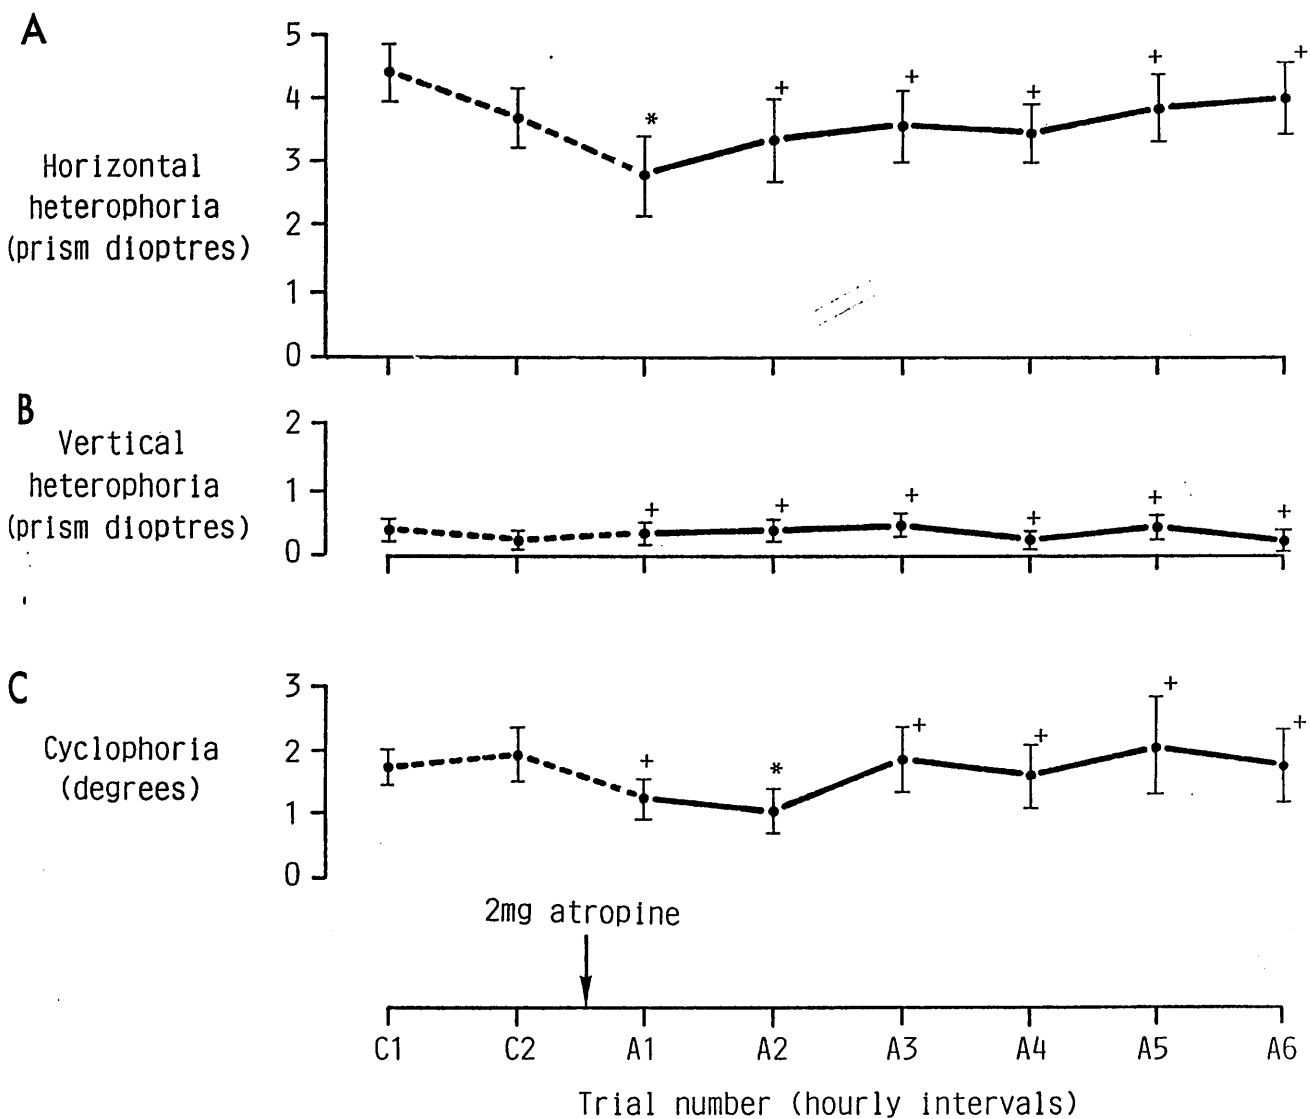 A
5
4
3
2
1
0
Horizontal
heterophoria
(prism dioptres)
*
+
+
+
+
+
B
2
1
0
Vertical
heterophoria
(prism dioptres)
+
+
+
+
+
+
C
3
2
1
0
Cyclophoria
(degrees)
+
*
+
+
+
+
2mg atropine
C1 C2 A1 A2 A3 A4 A5 A6
Trial number (hourly intervals)